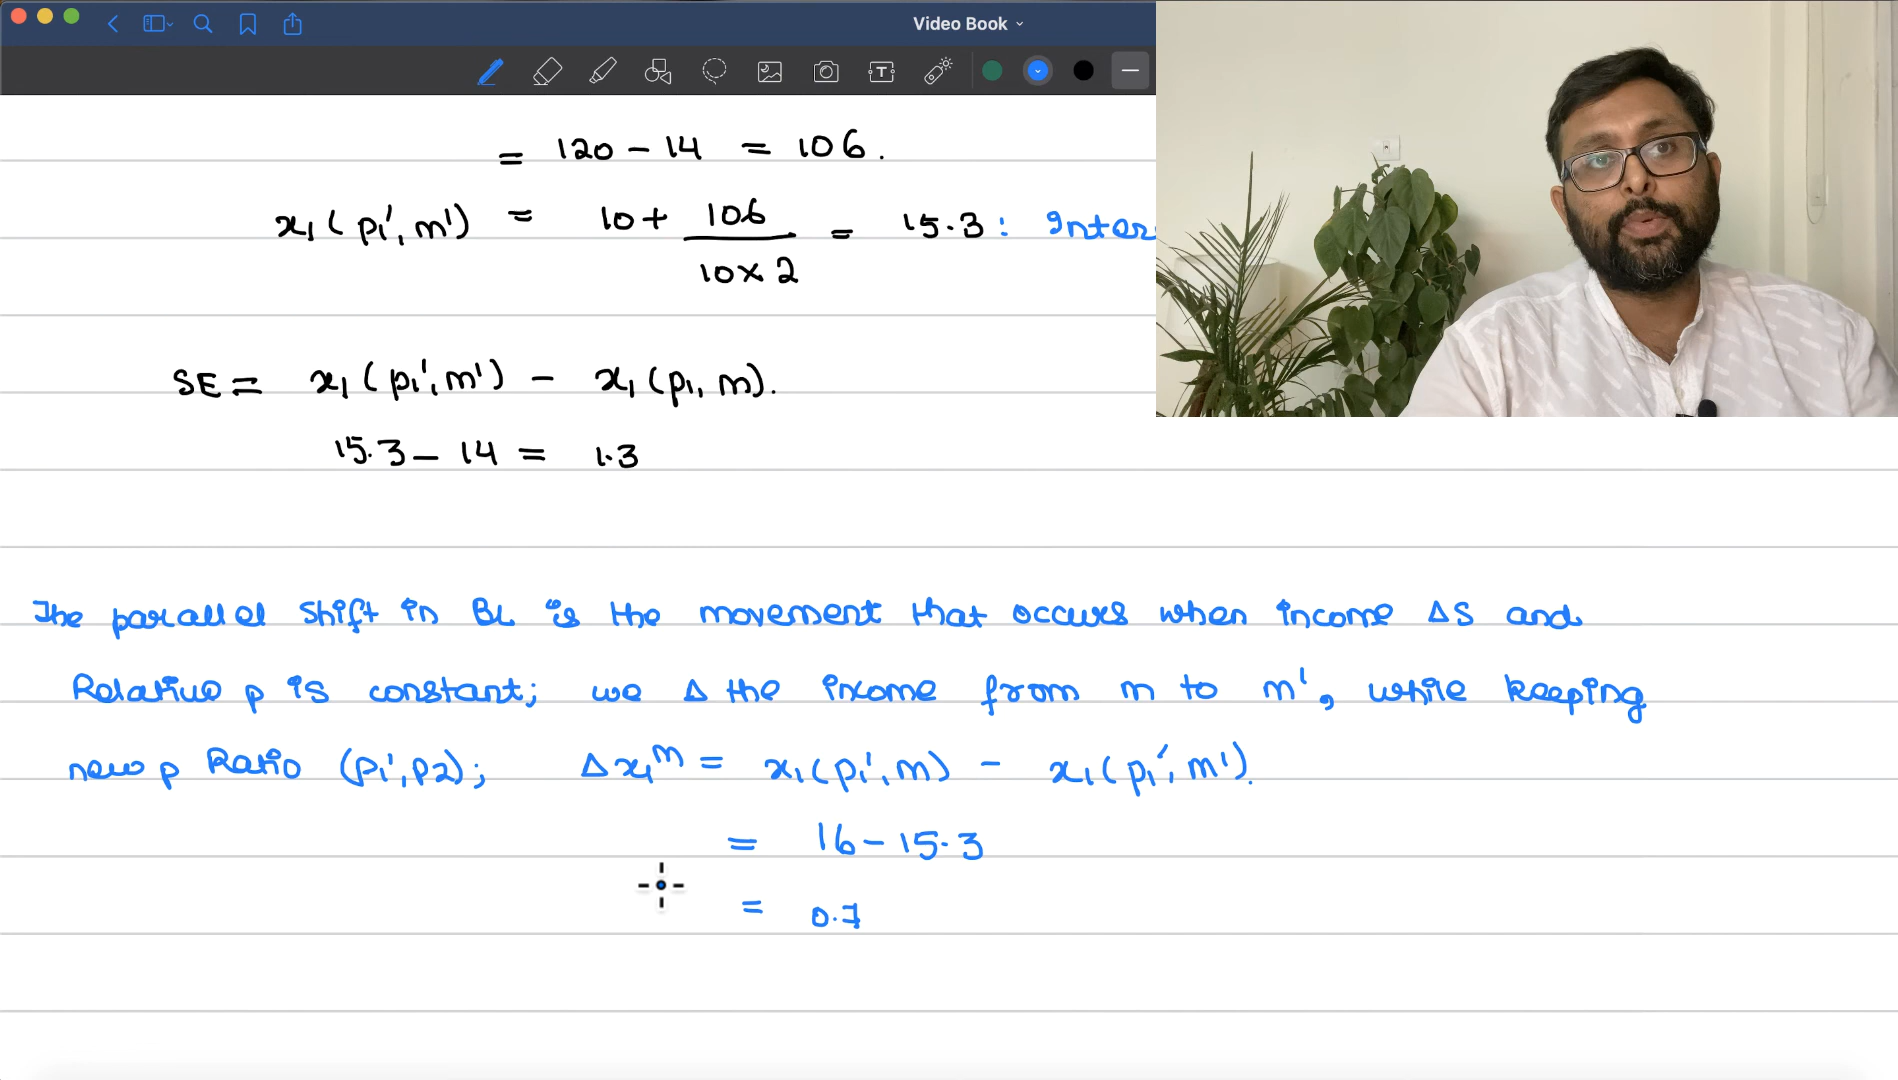 Video Book
T
= 120 - 14 = 106.
x₁(p₁', m') = 10 + 106 / 10 x 2 = 15.3 : Inter
SE = x₁(p₁', m') - x₁(p₁, m).
15.3 - 14 = 1.3
The parallel shift in BL is the movement that occurs when income Δs and
Relative p is constant; we Δ the income from m to m', while keeping
new p Ratio (p₁', p2); Δx₁ᵐ = x₁(p₁', m) - x₁(p₁', m').
= 16 - 15.3
= 0.7